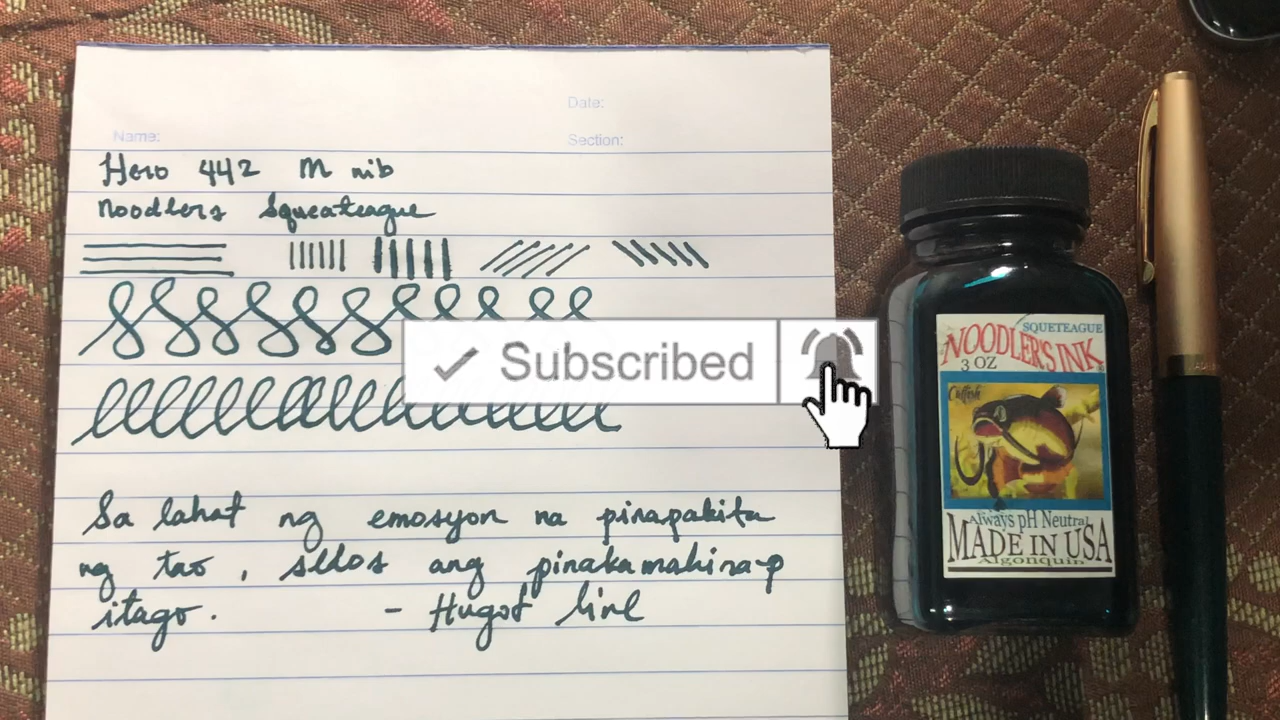 Date:
Name:
Section:
Hero 442 M nib
Noodlers Squeateague
Subscribed
Sa lahat ng emosyon na pinapakita
ng tao, sllos ang pinakamahirap
itago.
- Hugot line
SQUETEAGUE
NOODLER'S INK
3 OZ
Catfish
Always pH Neutral
MADE IN USA
Algonquin